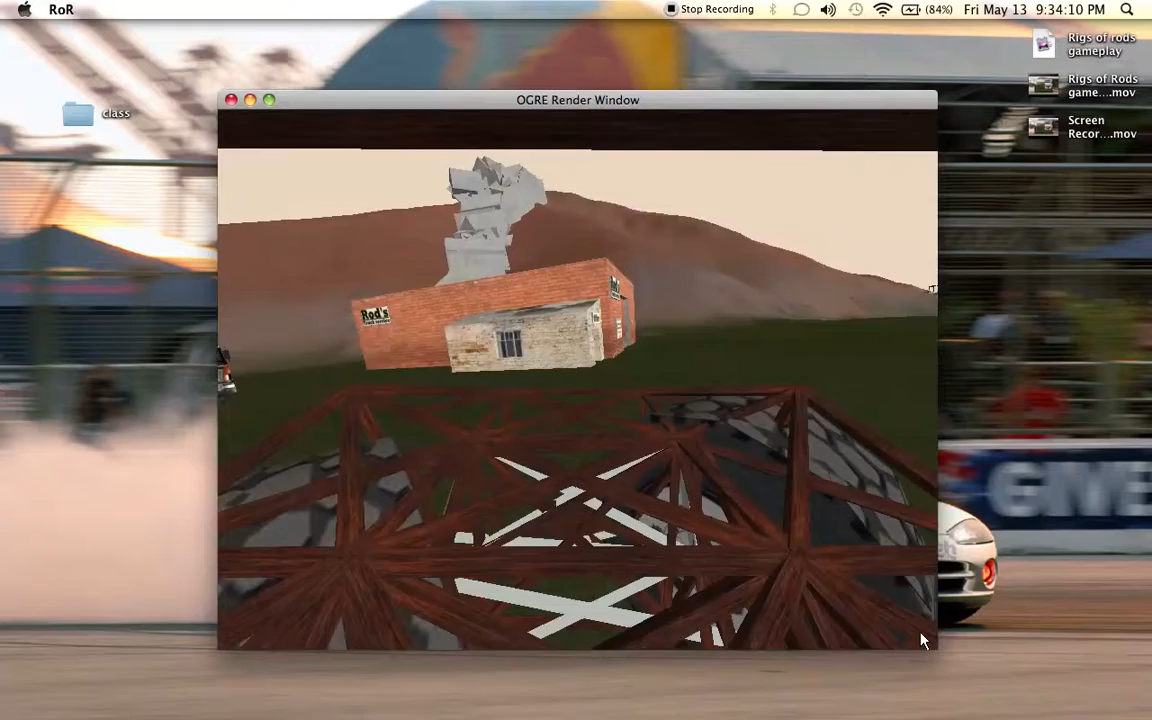 RoR
Stop Recording
(84%)
Fri May 13
9:34:10 PM
Rigs of rods
gameplay
Rigs of Rods
game....mov
Screen
Recor...mov
class
OGRE Render Window
Rod's